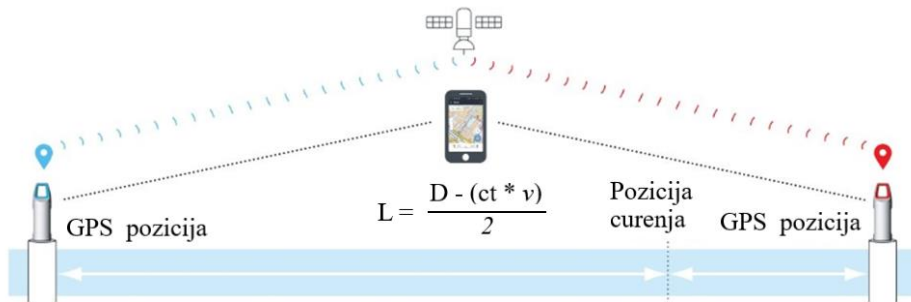 GPS pozicija
L = D - (ct * v) / 2
Pozicija
curenja
GPS pozicija